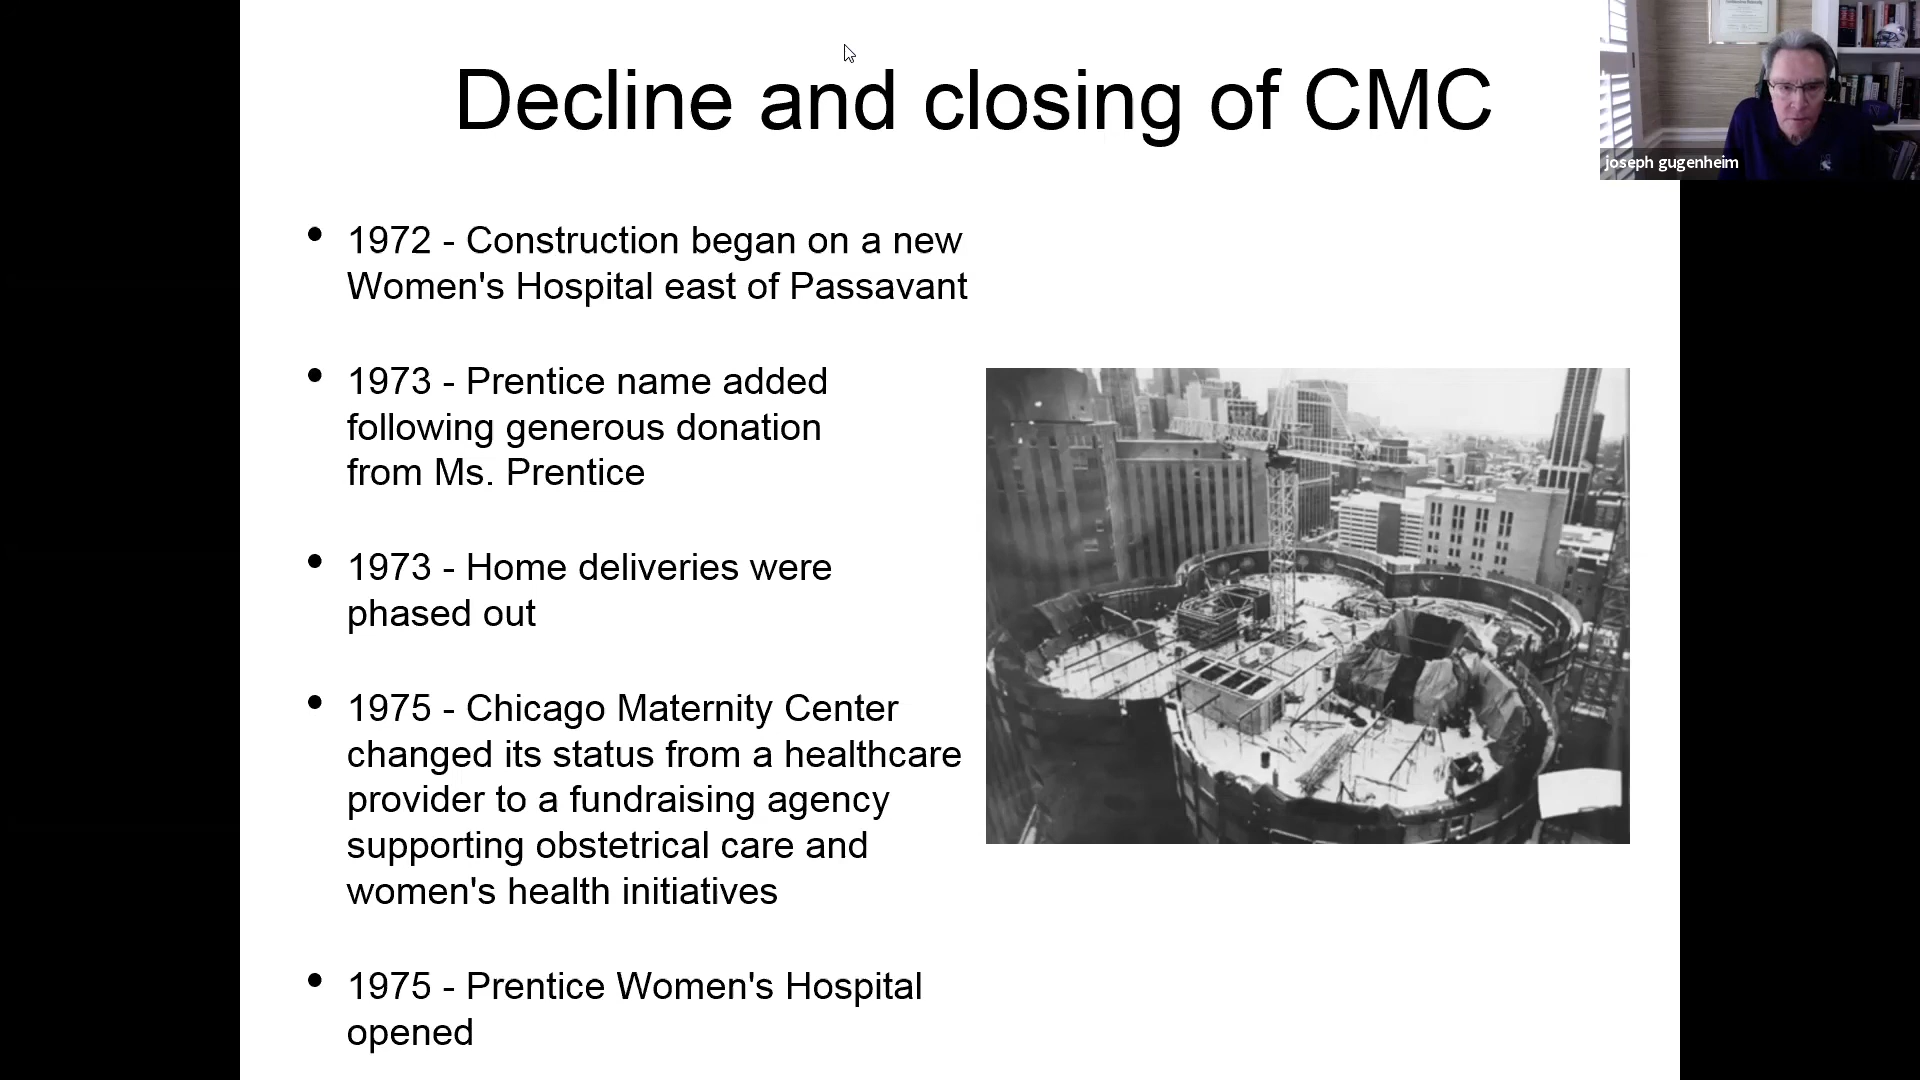 Decline and closing of CMC
joseph gugenheim
• 1972 - Construction began on a new
Women's Hospital east of Passavant
• 1973 - Prentice name added
following generous donation
from Ms. Prentice
• 1973 - Home deliveries were
phased out
• 1975 - Chicago Maternity Center
changed its status from a healthcare
provider to a fundraising agency
supporting obstetrical care and
women's health initiatives
• 1975 - Prentice Women's Hospital
opened